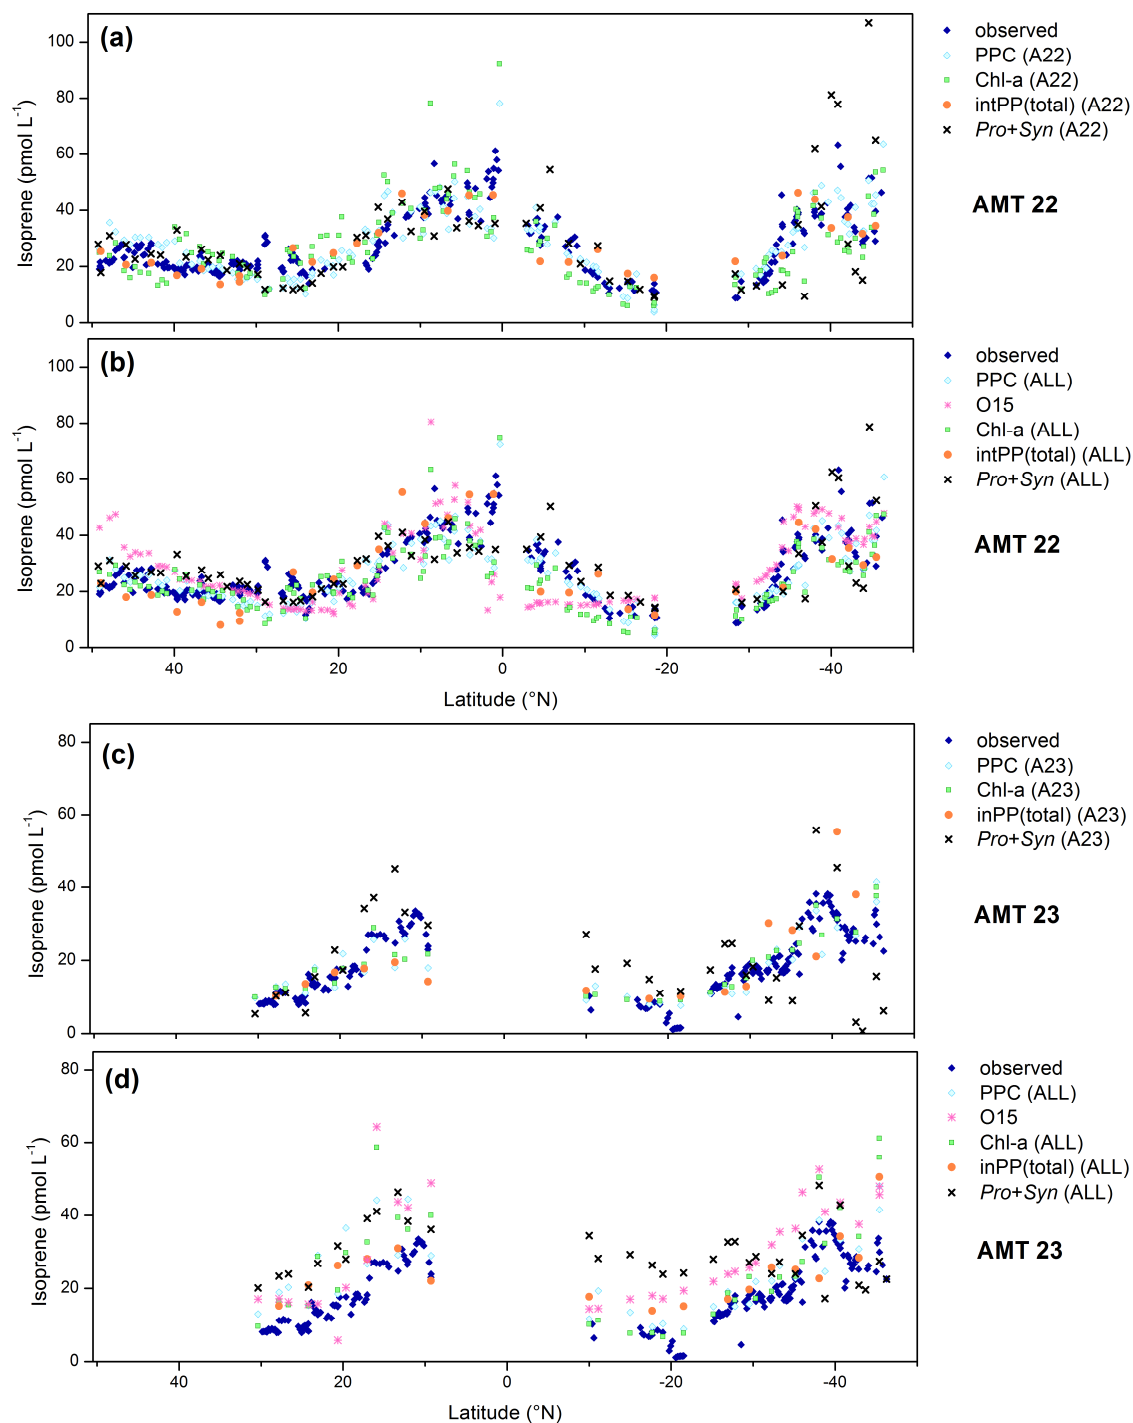 (a)
100
80
60
40
20
0
Isoprene (pmol L-1)
observed
PPC (A22)
Chl-a (A22)
intPP(total) (A22)
Pro+Syn (A22)
AMT 22
(b)
100
80
60
40
20
0
Isoprene (pmol L-1)
40 20 0 -20 -40
Latitude (°N)
observed
PPC (ALL)
O15
Chl-a (ALL)
intPP(total) (ALL)
Pro+Syn (ALL)
AMT 22
(c)
80
60
40
20
0
Isoprene (pmol L-1)
observed
PPC (A23)
Chl-a (A23)
inPP(total) (A23)
Pro+Syn (A23)
AMT 23
(d)
80
60
40
20
0
Isoprene (pmol L-1)
40 20 0 -20 -40
Latitude (°N)
observed
PPC (ALL)
O15
Chl-a (ALL)
inPP(total) (ALL)
Pro+Syn (ALL)
AMT 23